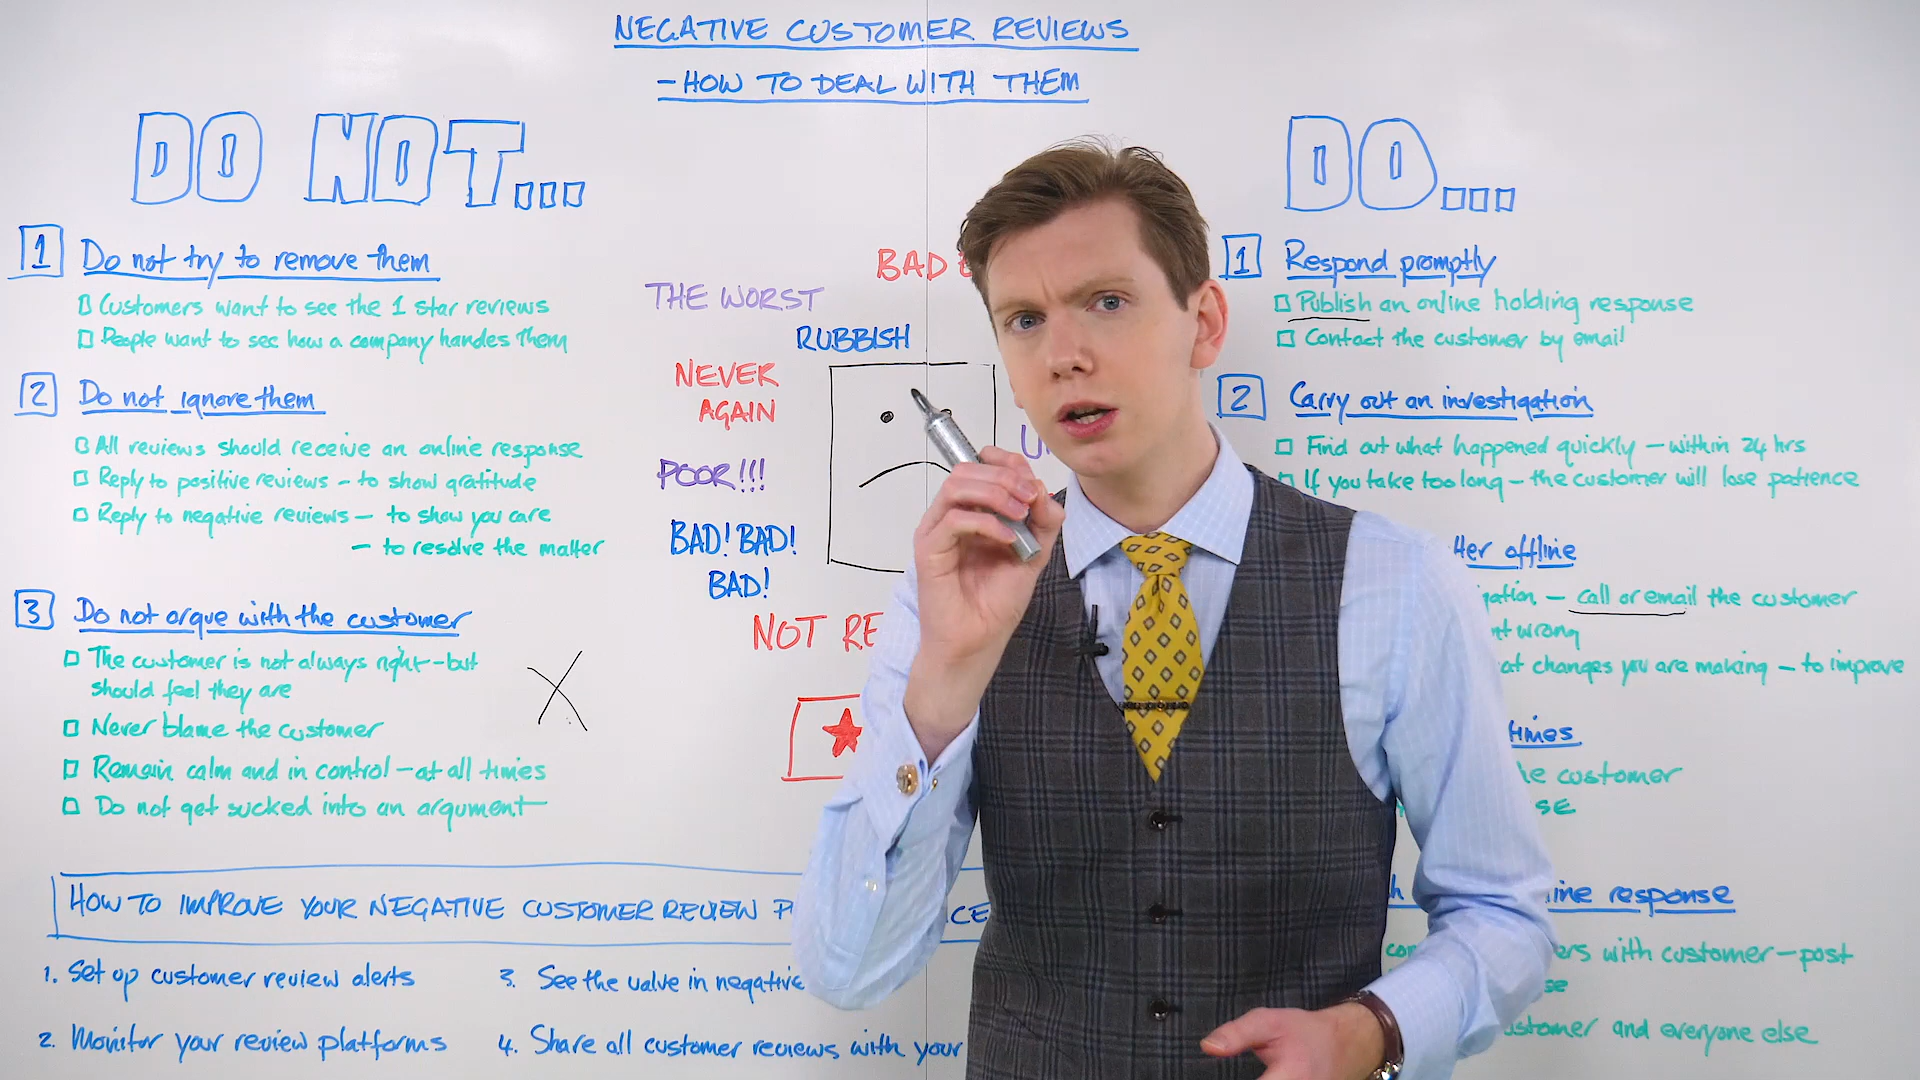 NEGATIVE CUSTOMER REVIEWS
- HOW TO DEAL WITH THEM
DO NOT...
1 Do not try to remove them
Customers want to see the 1 star reviews
People want to see how a company handles them
2 Do not ignore them
All reviews should receive an online response
Reply to positive reviews - to show gratitude
Reply to negative reviews - to show you care
- to resolve the matter
3 Do not argue with the customer
The customer is not always right - but
should feel they are
Never blame the customer
Remain calm and in control - at all times
Do not get sucked into an argument
BAD
THE WORST
RUBBISH
NEVER
AGAIN
POOR!!!
BAD! BAD!
BAD!
NOT RE
DO...
1 Respond promptly
Publish an online holding response
Contact the customer by email
2 Carry out an investigation
Find out what happened quickly - within 24 hrs
If you take too long - the customer will lose patience
offline
- call or email the customer
wrong
changes you are making - to improve
times
customer
response
with customer - post
and everyone else
HOW TO IMPROVE YOUR NEGATIVE CUSTOMER REVIEW
1. Set up customer review alerts
2. Monitor your review platforms
3. See the value in negative
4. Share all customer reviews with your